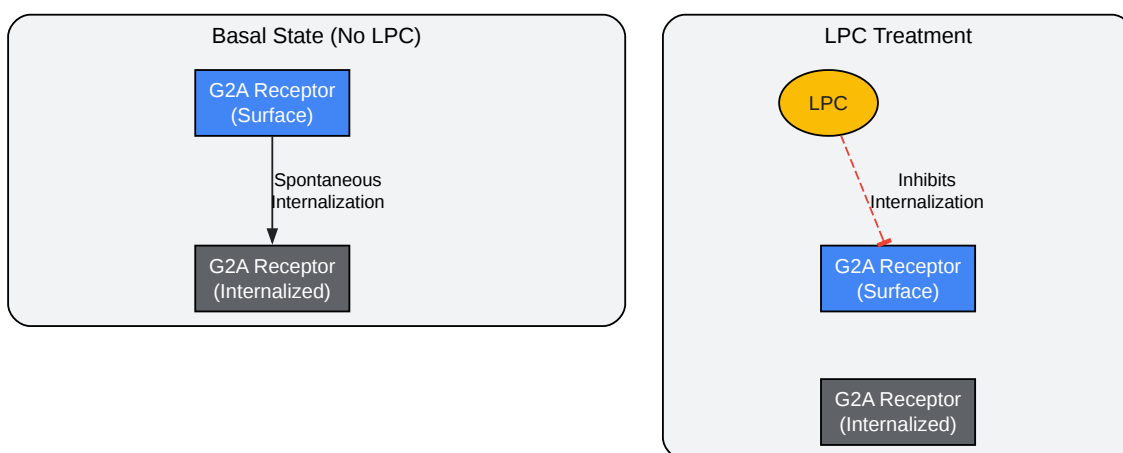 Basal State (No LPC)
G2A Receptor
(Surface)
Spontaneous
Internalization
G2A Receptor
(Internalized)
LPC Treatment
LPC
Inhibits
Internalization
G2A Receptor
(Surface)
G2A Receptor
(Internalized)